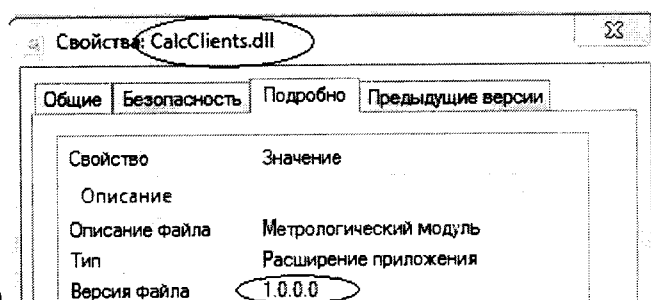 Свойства: CalcClients.dll
Общие Безопасность Подробно Предыдущие версии
Свойство Значение
Описание
Описание файла Метрологический модуль
Тип Расширение приложения
Версия файла 1.0.0.0